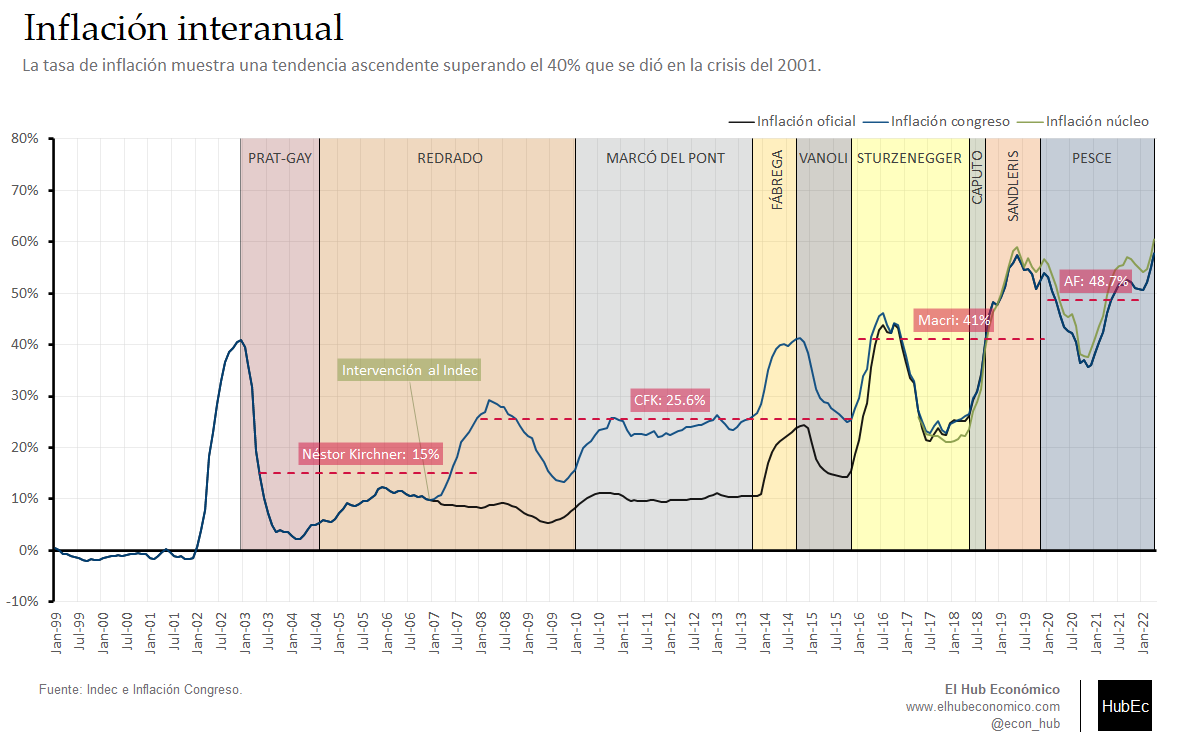 Inflación interanual
La tasa de inflación muestra una tendencia ascendente superando el 40% que se dió en la crisis del 2001.
Inflación oficial Inflación congreso Inflación núcleo
80%
70%
60%
50%
40%
30%
20%
10%
0%
-10%
PRAT-GAY
REDRADO
MARCÓ DEL PONT
FÁBREGA
VANOLI
STURZENEGGER
CAPUTO
SANDLERIS
PESCE
AF: 48.7%
Macri: 41%
Intervención al Indec
CFK: 25.6%
Néstor Kirchner: 15%
Jan-99
Jul-99
Jan-00
Jul-00
Jan-01
Jul-01
Jan-02
Jul-02
Jan-03
Jul-03
Jan-04
Jul-04
Jan-05
Jul-05
Jan-06
Jul-06
Jan-07
Jul-07
Jan-08
Jul-08
Jan-09
Jul-09
Jan-10
Jul-10
Jan-11
Jul-11
Jan-12
Jul-12
Jan-13
Jul-13
Jan-14
Jul-14
Jan-15
Jul-15
Jan-16
Jul-16
Jan-17
Jul-17
Jan-18
Jul-18
Jan-19
Jul-19
Jan-20
Jul-20
Jan-21
Jul-21
Jan-22
Fuente: Indec e Inflación Congreso.
El Hub Económico
www.elhubeconomico.com
@econ_hub
HubEc